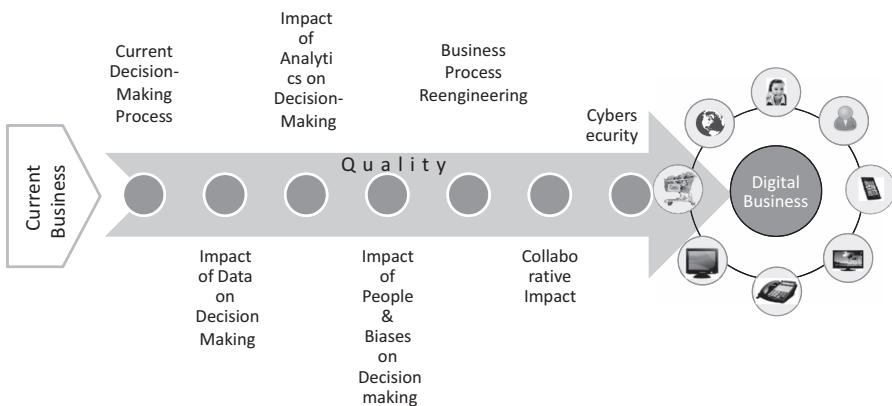 Current
Business
Current
Decision-
Making
Process
Impact
of Data
on
Decision
Making
Impact
of
Analyti
cs on
Decision-
Making
Impact
of
People
&
Biases
on
Decision
making
Business
Process
Reengineering
Collabo
rative
Impact
Cybers
ecurity
Quality
Digital
Business